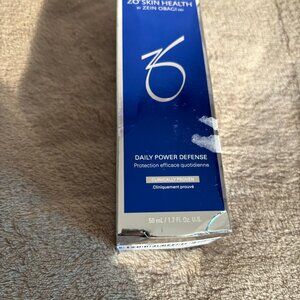 ZO SKIN HEALTH
BY ZEIN OBAGI MD
DAILY POWER DEFENSE
Protection efficace quotidienne
CLINICALLY PROVEN
Cliniquement prouvé
50 mL / 1.7 Fl. Oz. U.S.